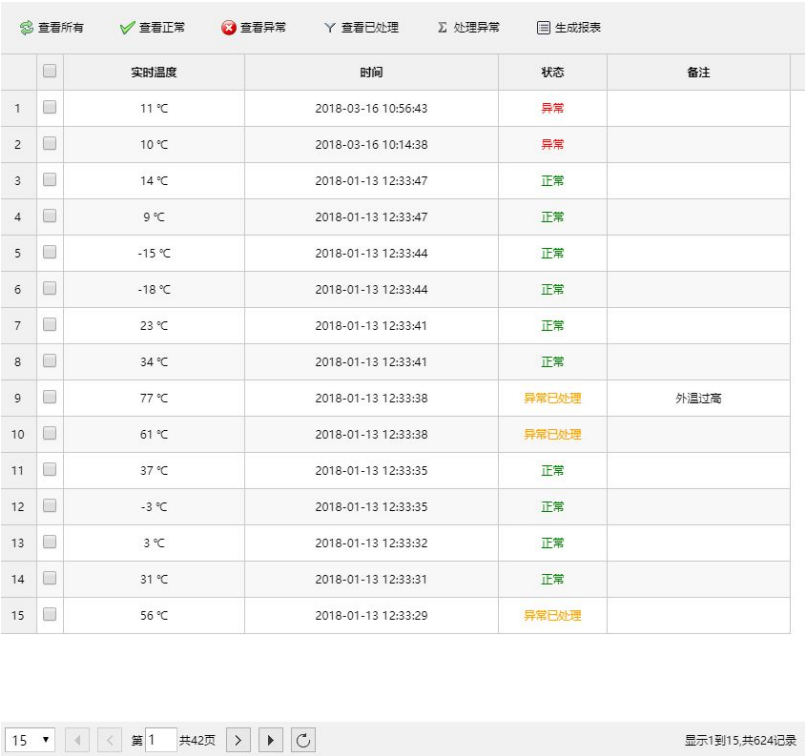 查看所有 查看正常 查看异常 查看已处理 处理异常 生成报表
实时温度 时间 状态 备注
1 11 ℃ 2018-03-16 10:56:43 异常
2 10 ℃ 2018-03-16 10:14:38 异常
3 14 ℃ 2018-01-13 12:33:47 正常
4 9 ℃ 2018-01-13 12:33:47 正常
5 -15 ℃ 2018-01-13 12:33:44 正常
6 -18 ℃ 2018-01-13 12:33:44 正常
7 23 ℃ 2018-01-13 12:33:41 正常
8 34 ℃ 2018-01-13 12:33:41 正常
9 77 ℃ 2018-01-13 12:33:38 异常已处理 外温过高
10 61 ℃ 2018-01-13 12:33:38 异常已处理
11 37 ℃ 2018-01-13 12:33:35 正常
12 -3 ℃ 2018-01-13 12:33:35 正常
13 3 ℃ 2018-01-13 12:33:32 正常
14 31 ℃ 2018-01-13 12:33:31 正常
15 56 ℃ 2018-01-13 12:33:29 异常已处理
15 第 1 共42页 显示1到15,共624记录